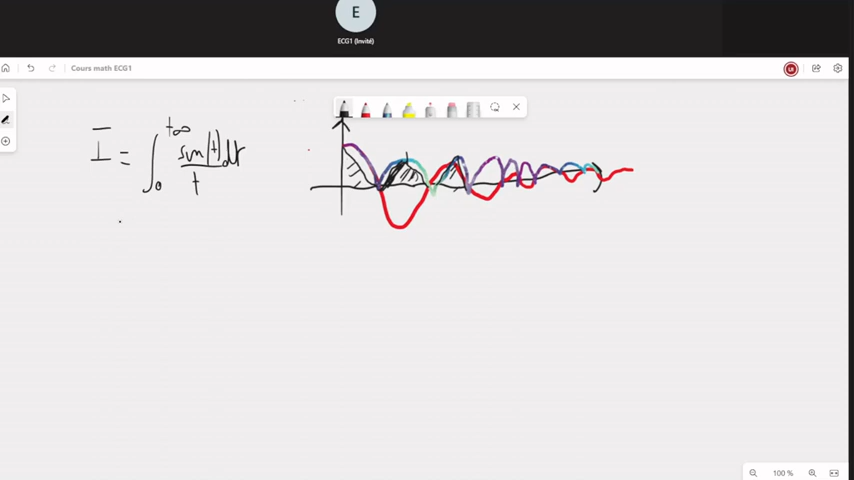 E
ECG1 (Invité)
Cours math ECG1
I = ∫₀^{+∞} sin(t)/t dt
100 %